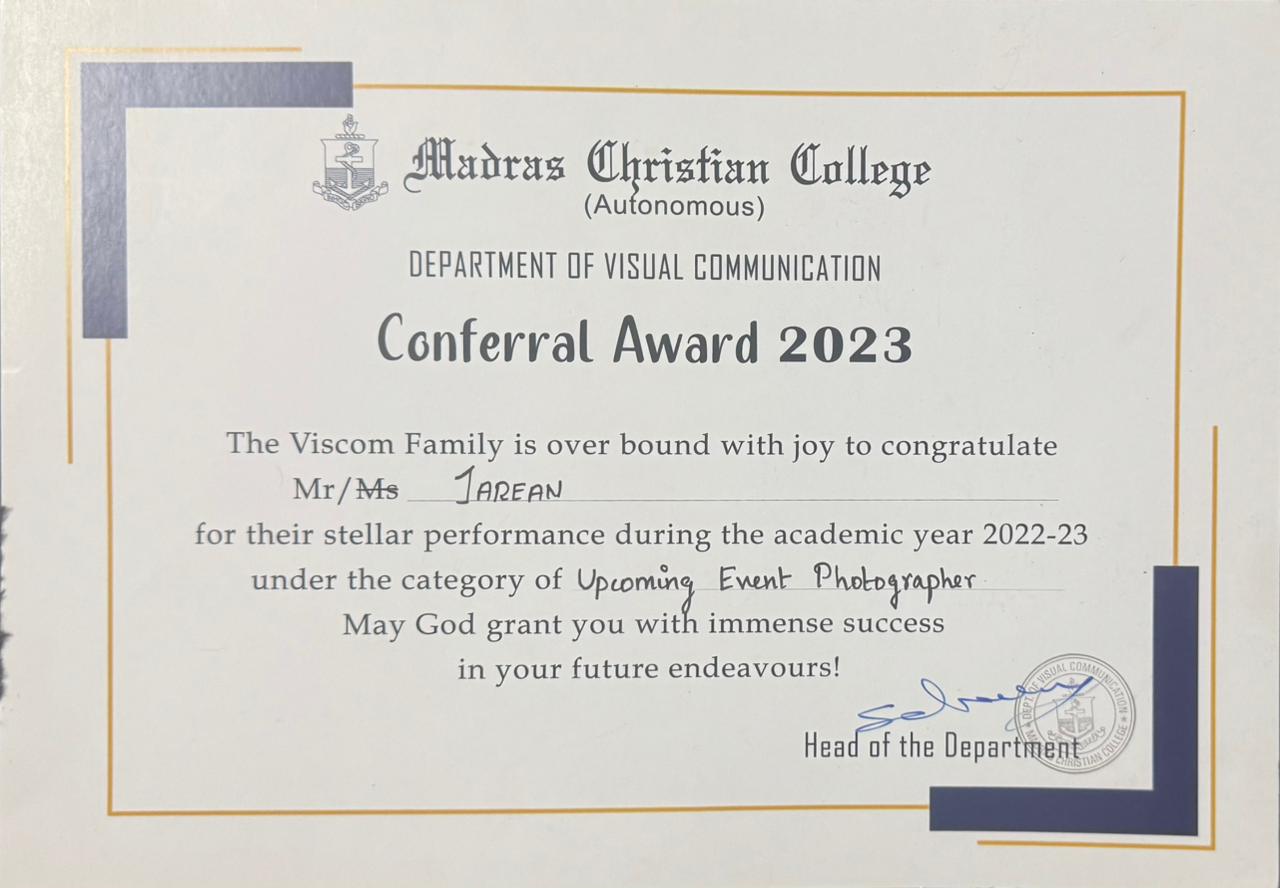 Madras Christian College
(Autonomous)
DEPARTMENT OF VISUAL COMMUNICATION
Conferral Award 2023
The Viscom Family is over bound with joy to congratulate
Mr/Ms JAREAN
for their stellar performance during the academic year 2022-23
under the category of Upcoming Event Photographer
May God grant you with immense success
in your future endeavours!
Head of the Department
DEPT. OF VISUAL COMMUNICATION
MADRAS CHRISTIAN COLLEGE